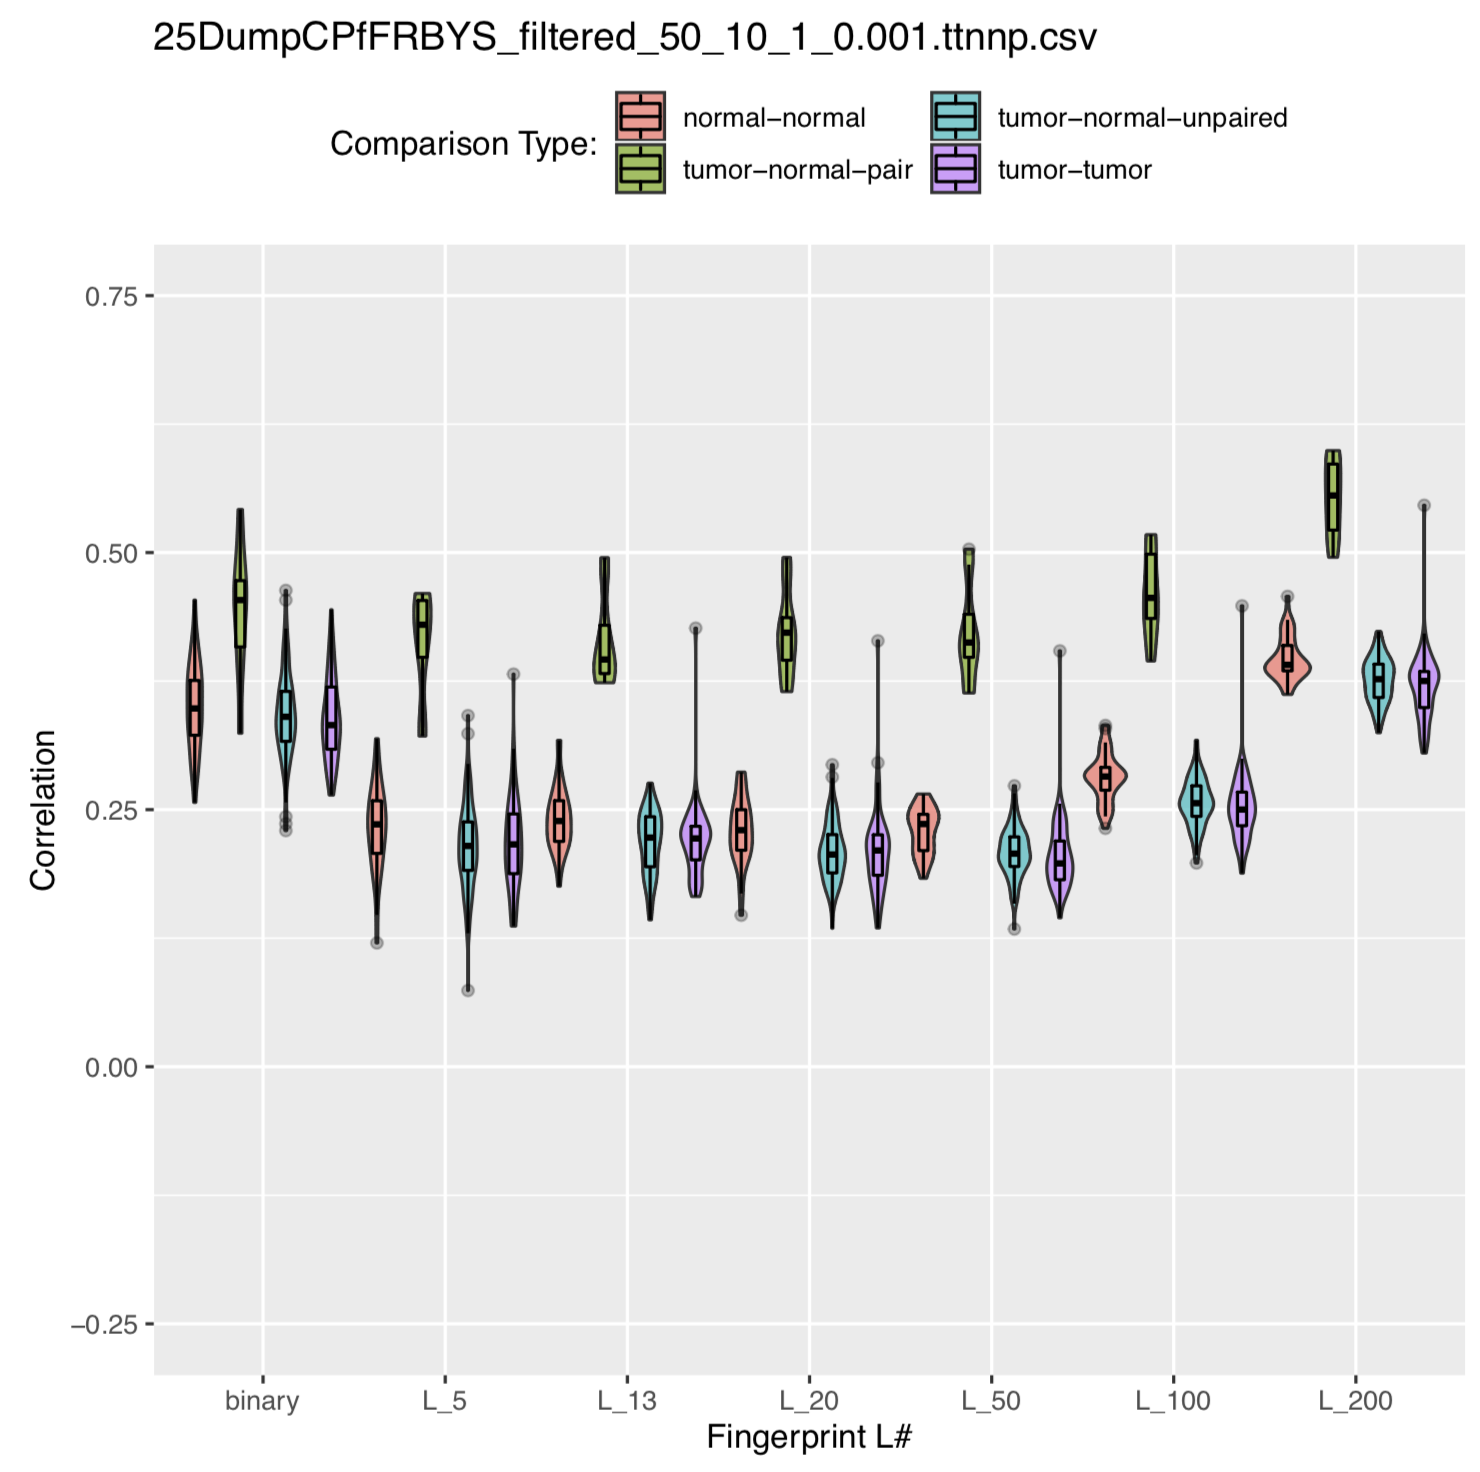 25DumpCPfFRBYS_filtered_50_10_1_0.001.ttnnp.csv
Comparison Type:
normal−normal
tumor−normal−unpaired
tumor−normal−pair
tumor−tumor
0.75
0.50
0.25
0.00
−0.25
Correlation
binary L_5 L_13 L_20 L_50 L_100 L_200
Fingerprint L#